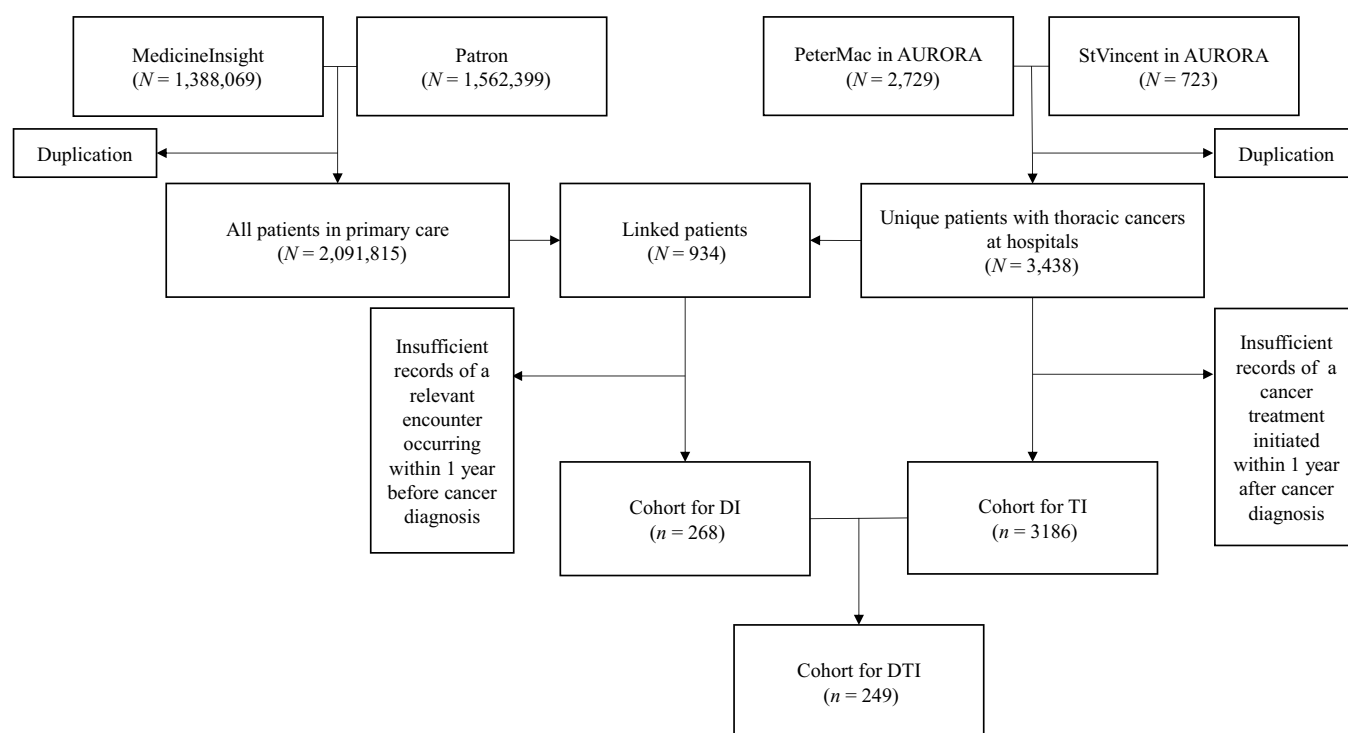 MedicineInsight
(N = 1,388,069)
Patron
(N = 1,562,399)
PeterMac in AURORA
(N = 2,729)
StVincent in AURORA
(N = 723)
Duplication
Duplication
All patients in primary care
(N = 2,091,815)
Linked patients
(N = 934)
Unique patients with thoracic cancers
at hospitals
(N = 3,438)
Insufficient
records of a
relevant
encounter
occurring
within 1 year
before cancer
diagnosis
Insufficient
records of a
cancer
treatment
initiated
within 1 year
after cancer
diagnosis
Cohort for DI
(n = 268)
Cohort for TI
(n = 3186)
Cohort for DTI
(n = 249)